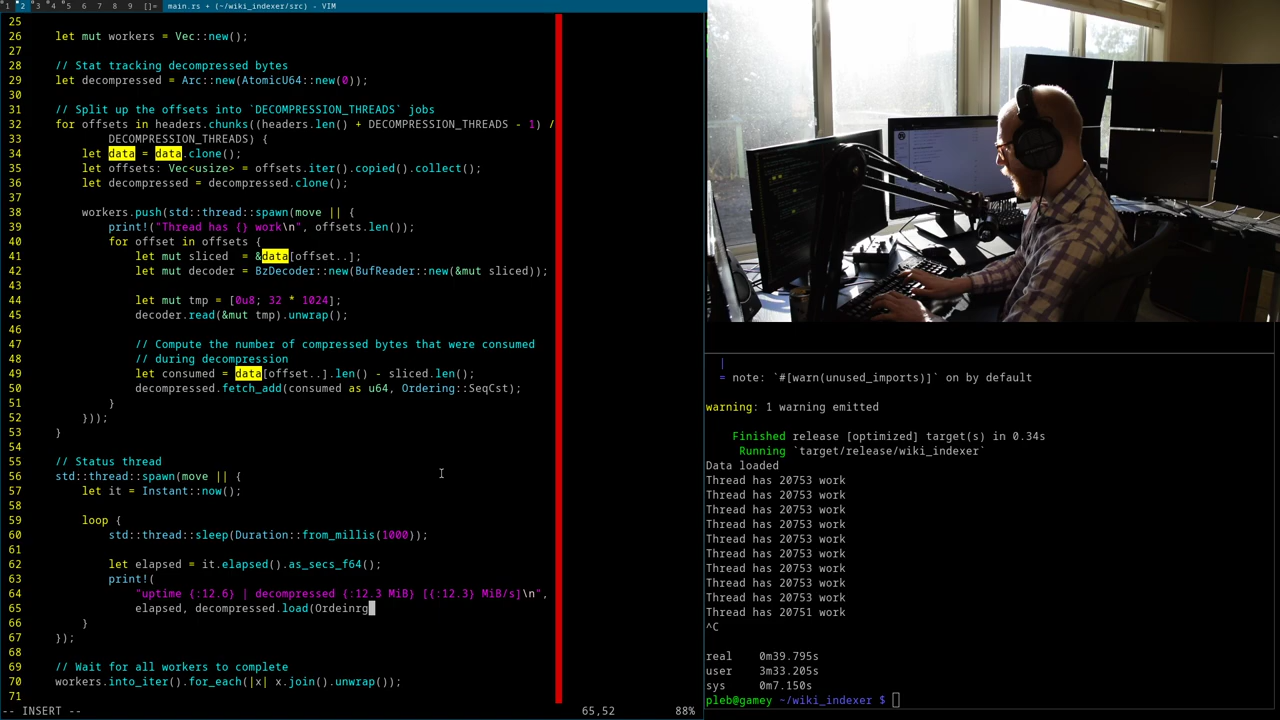 1 2 3 4 5 6 7 8 9 []= main.rs + (~/wiki_indexer/src) - VIM
25
26     let mut workers = Vec::new();
27
28     // Stat tracking decompressed bytes
29     let decompressed = Arc::new(AtomicU64::new(0));
30
31     // Split up the offsets into `DECOMPRESSION_THREADS` jobs
32     for offsets in headers.chunks((headers.len() + DECOMPRESSION_THREADS - 1) /
33             DECOMPRESSION_THREADS) {
34         let data = data.clone();
35         let offsets: Vec<usize> = offsets.iter().copied().collect();
36         let decompressed = decompressed.clone();
37
38         workers.push(std::thread::spawn(move || {
39             print!("Thread has {} work\n", offsets.len());
40             for offset in offsets {
41                 let mut sliced  = &data[offset..];
42                 let mut decoder = BzDecoder::new(BufReader::new(&mut sliced));
43
44                 let mut tmp = [0u8; 32 * 1024];
45                 decoder.read(&mut tmp).unwrap();
46
47                 // Compute the number of compressed bytes that were consumed
48                 // during decompression
49                 let consumed = data[offset..].len() - sliced.len();
50                 decompressed.fetch_add(consumed as u64, Ordering::SeqCst);
51             }
52         }));
53     }
54
55     // Status thread
56     std::thread::spawn(move || {
57         let it = Instant::now();
58
59         loop {
60             std::thread::sleep(Duration::from_millis(1000));
61
62             let elapsed = it.elapsed().as_secs_f64();
63             print!(
64                 "uptime {:12.6} | decompressed {:12.3 MiB} [{:12.3} MiB/s]\n",
65                 elapsed, decompressed.load(Ordeinrg
66         }
67     });
68
69     // Wait for all workers to complete
70     workers.into_iter().for_each(|x| x.join().unwrap());
71
-- INSERT --                    65,52          88%
|
= note: `#[warn(unused_imports)]` on by default
warning: 1 warning emitted
Finished release [optimized] target(s) in 0.34s
Running `target/release/wiki_indexer`
Data loaded
Thread has 20753 work
Thread has 20753 work
Thread has 20753 work
Thread has 20753 work
Thread has 20753 work
Thread has 20753 work
Thread has 20753 work
Thread has 20753 work
Thread has 20753 work
Thread has 20751 work
^C
real    0m39.795s
user    3m33.205s
sys     0m7.150s
pleb@gamey ~/wiki_indexer $